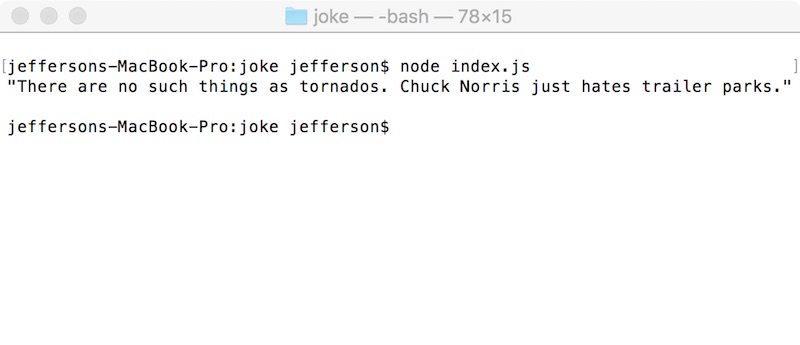 joke — -bash — 78×15
[jeffersons-MacBook-Pro:joke jefferson$ node index.js ]
"There are no such things as tornados. Chuck Norris just hates trailer parks."
jeffersons-MacBook-Pro:joke jefferson$